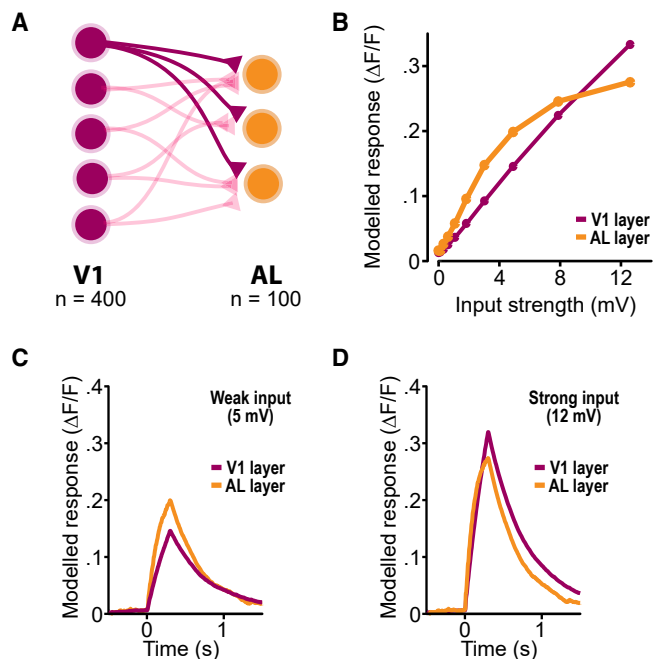 A
V1
n = 400
AL
n = 100
B
Modelled response (ΔF/F)
.3
.2
.1
0
0
4
8
12
Input strength (mV)
V1 layer
AL layer
C
Modelled response (ΔF/F)
.4
.3
.2
.1
0
0
1
Time (s)
Weak input
(5 mV)
V1 layer
AL layer
D
Modelled response (ΔF/F)
.4
.3
.2
.1
0
0
1
Time (s)
Strong input
(12 mV)
V1 layer
AL layer